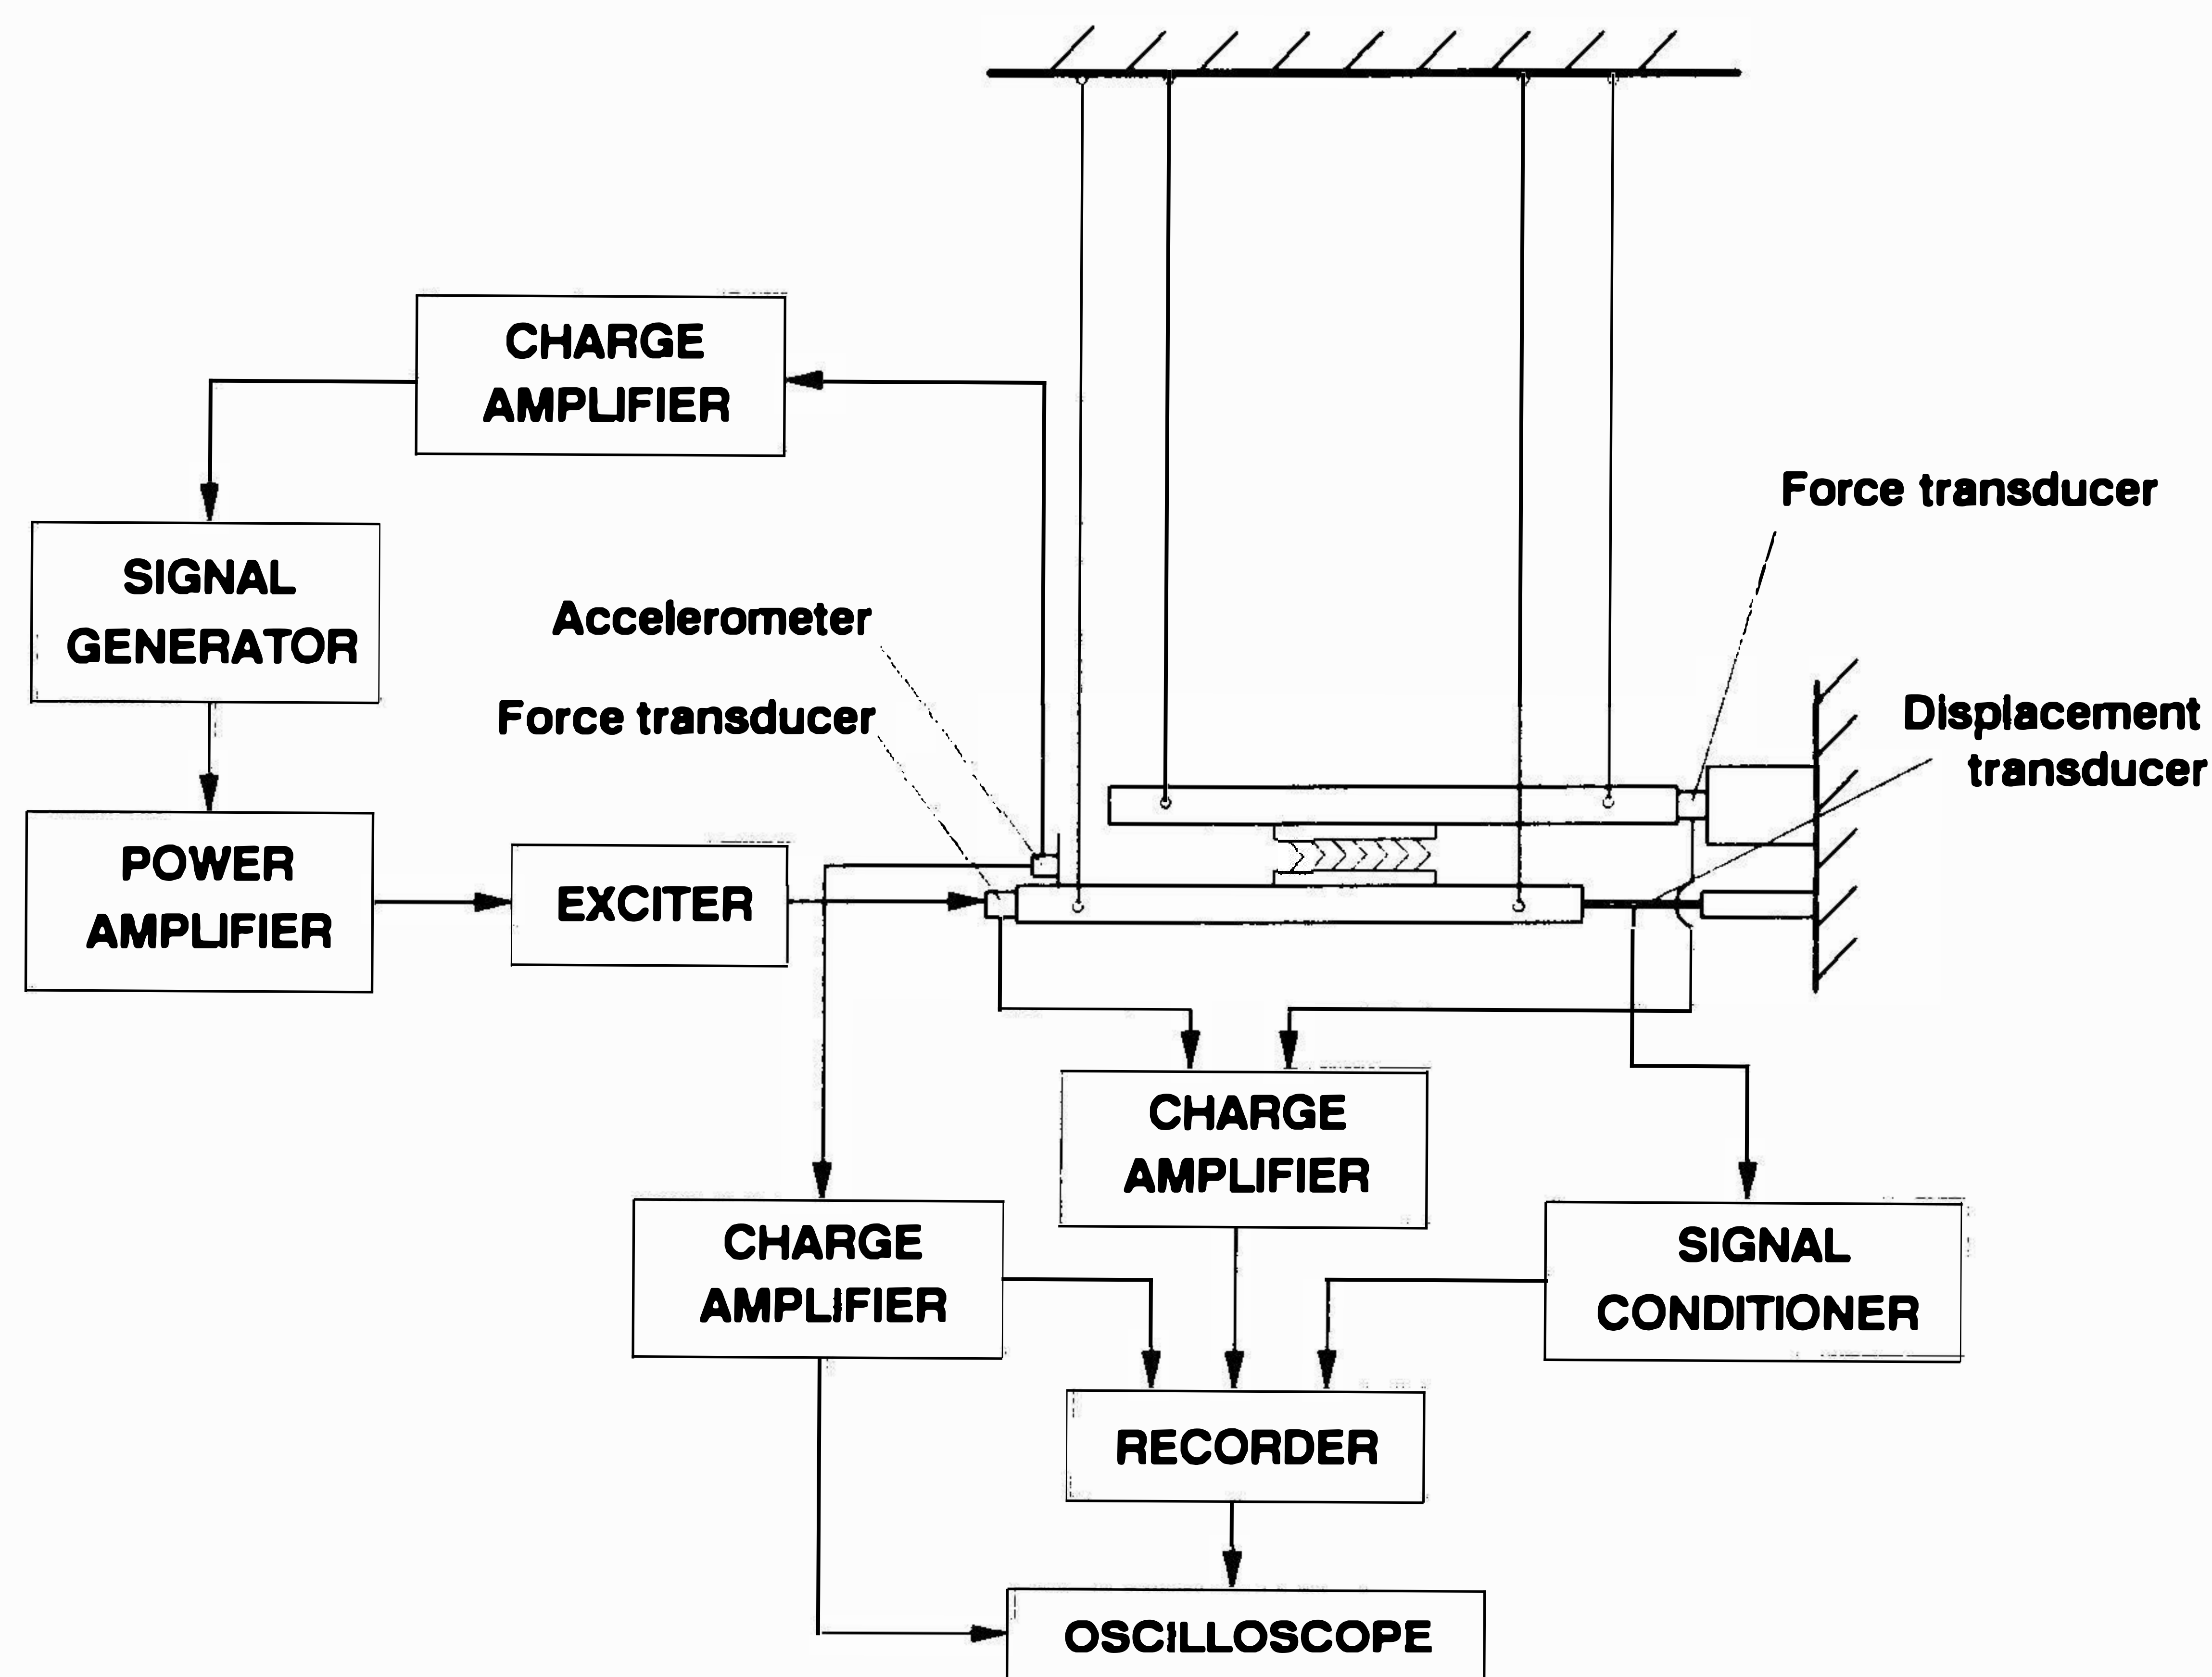 CHARGE
AMPLIFIER
Force transducer
SIGNAL
GENERATOR
Accelerometer
Force transducer
Displacement
transducer
POWER
AMPLIFIER
EXCITER
CHARGE
AMPLIFIER
CHARGE
AMPLIFIER
SIGNAL
CONDITIONER
RECORDER
OSCILLOSCOPE